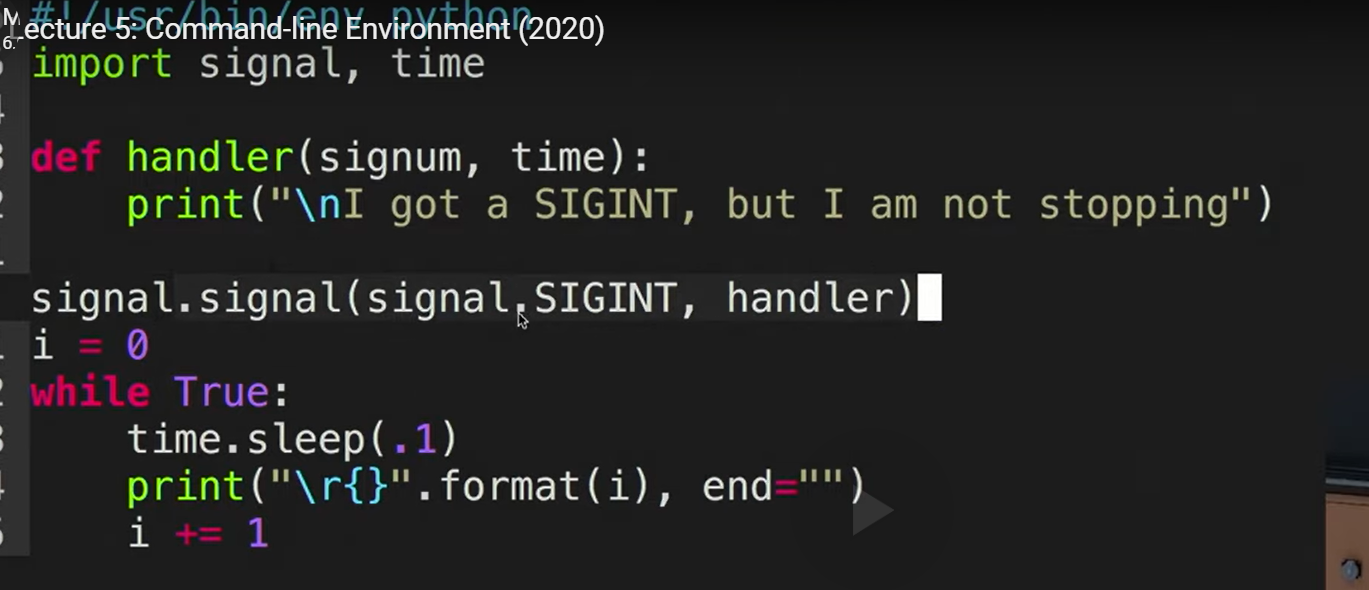 #!/usr/bin/env python
Lecture 5: Command-line Environment (2020)
import signal, time
def handler(signum, time):
    print("\nI got a SIGINT, but I am not stopping")
signal.signal(signal.SIGINT, handler)
i = 0
while True:
    time.sleep(.1)
    print("\r{}".format(i), end="")
    i += 1